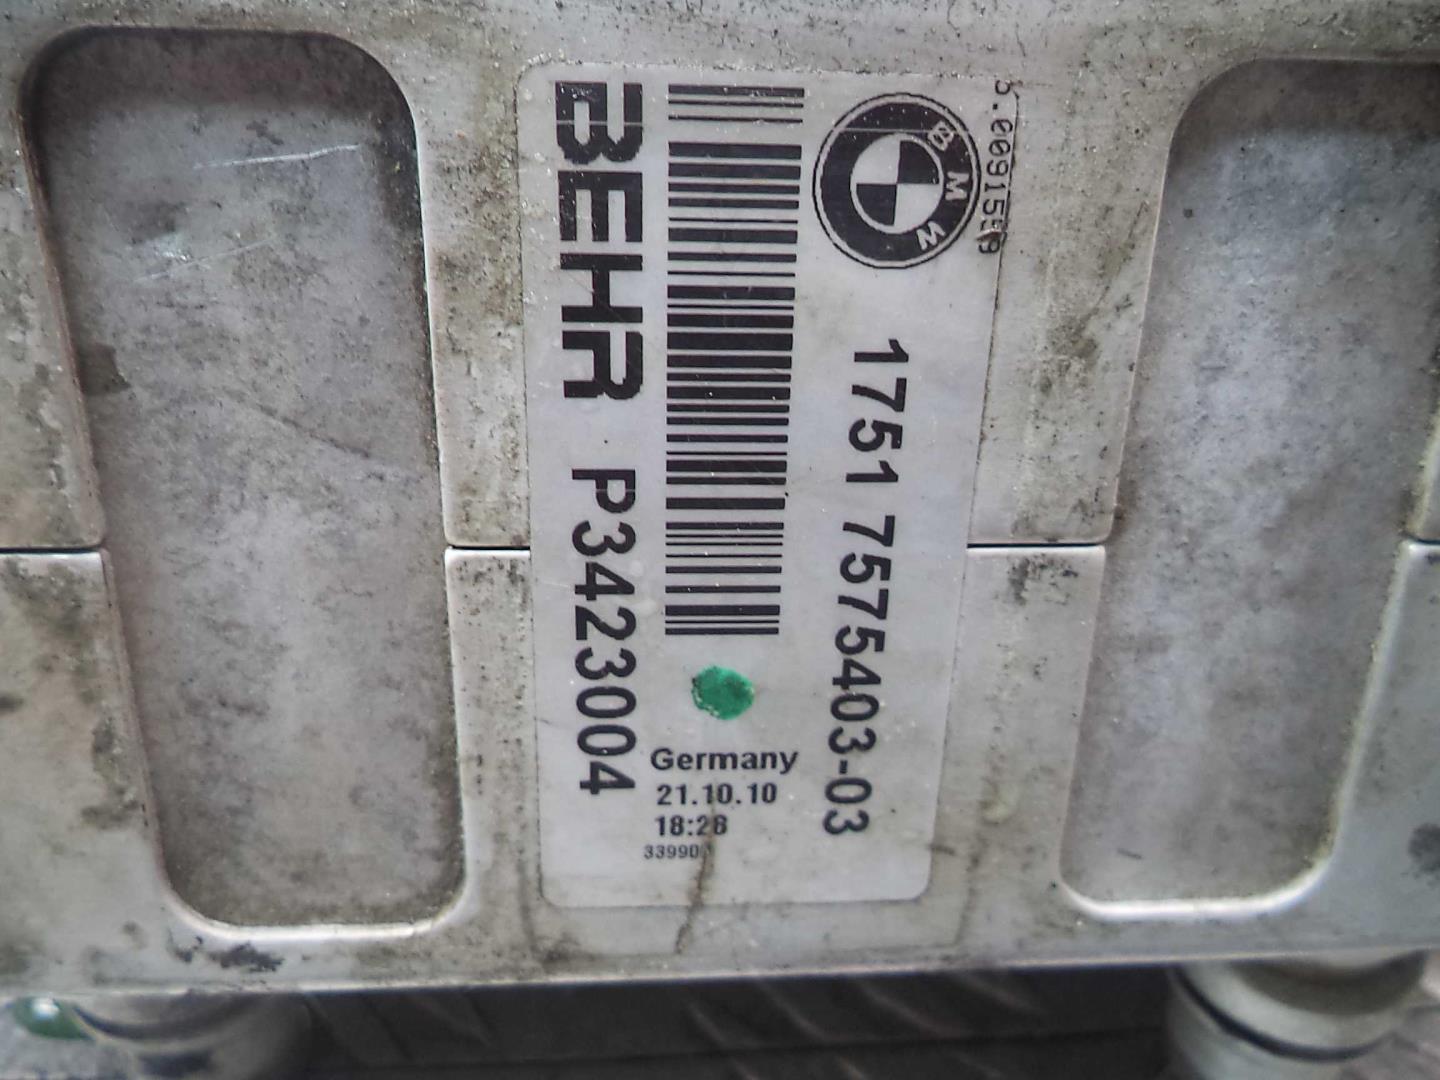 BEHR P3423004
BMW
1751 7575403-03
Germany
21.10.10
18:28